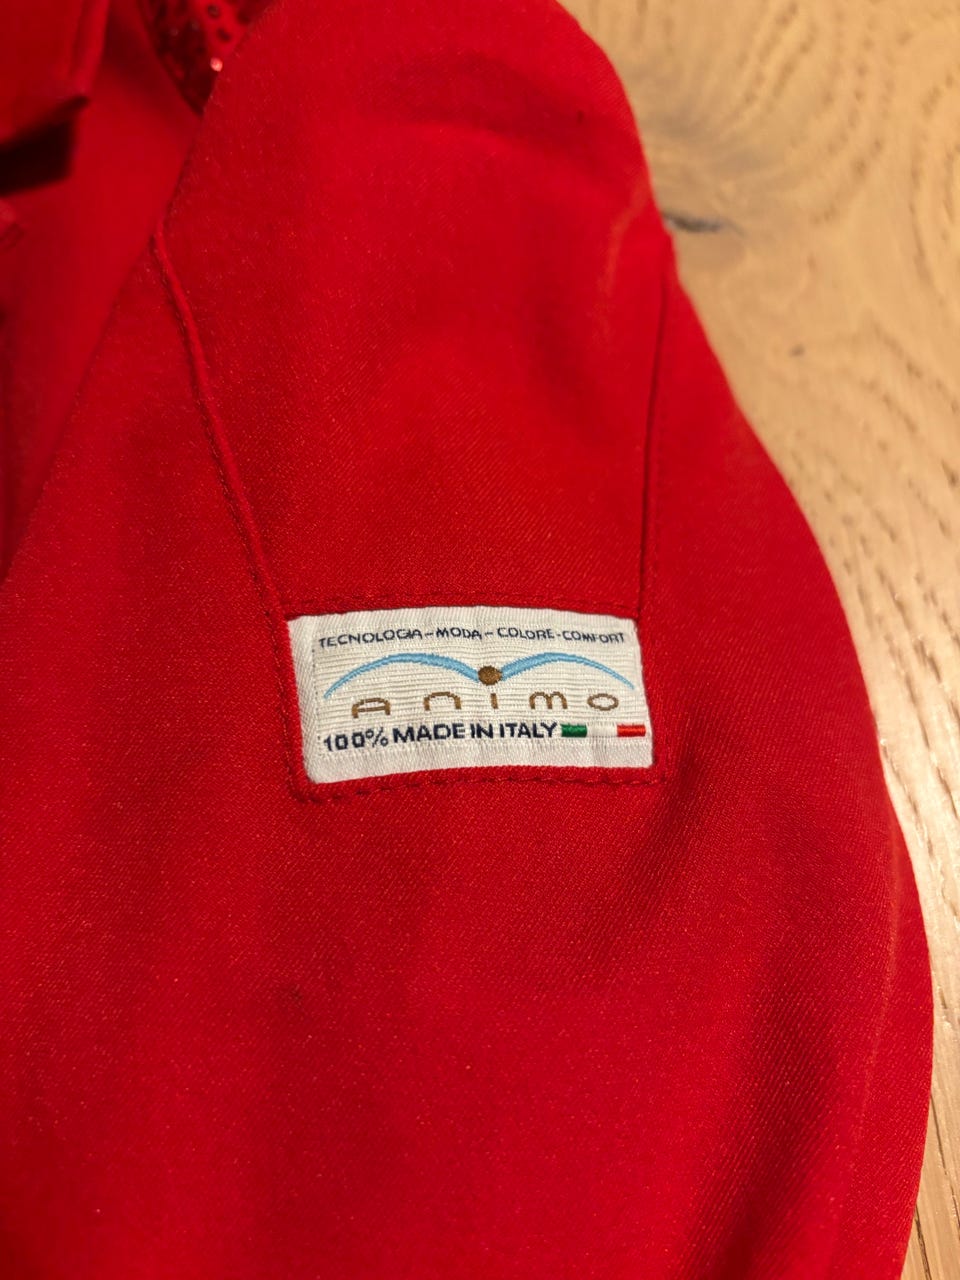 TECNOLOGIA-MODA-COLORE-COMFORT
animo
100% MADE IN ITALY